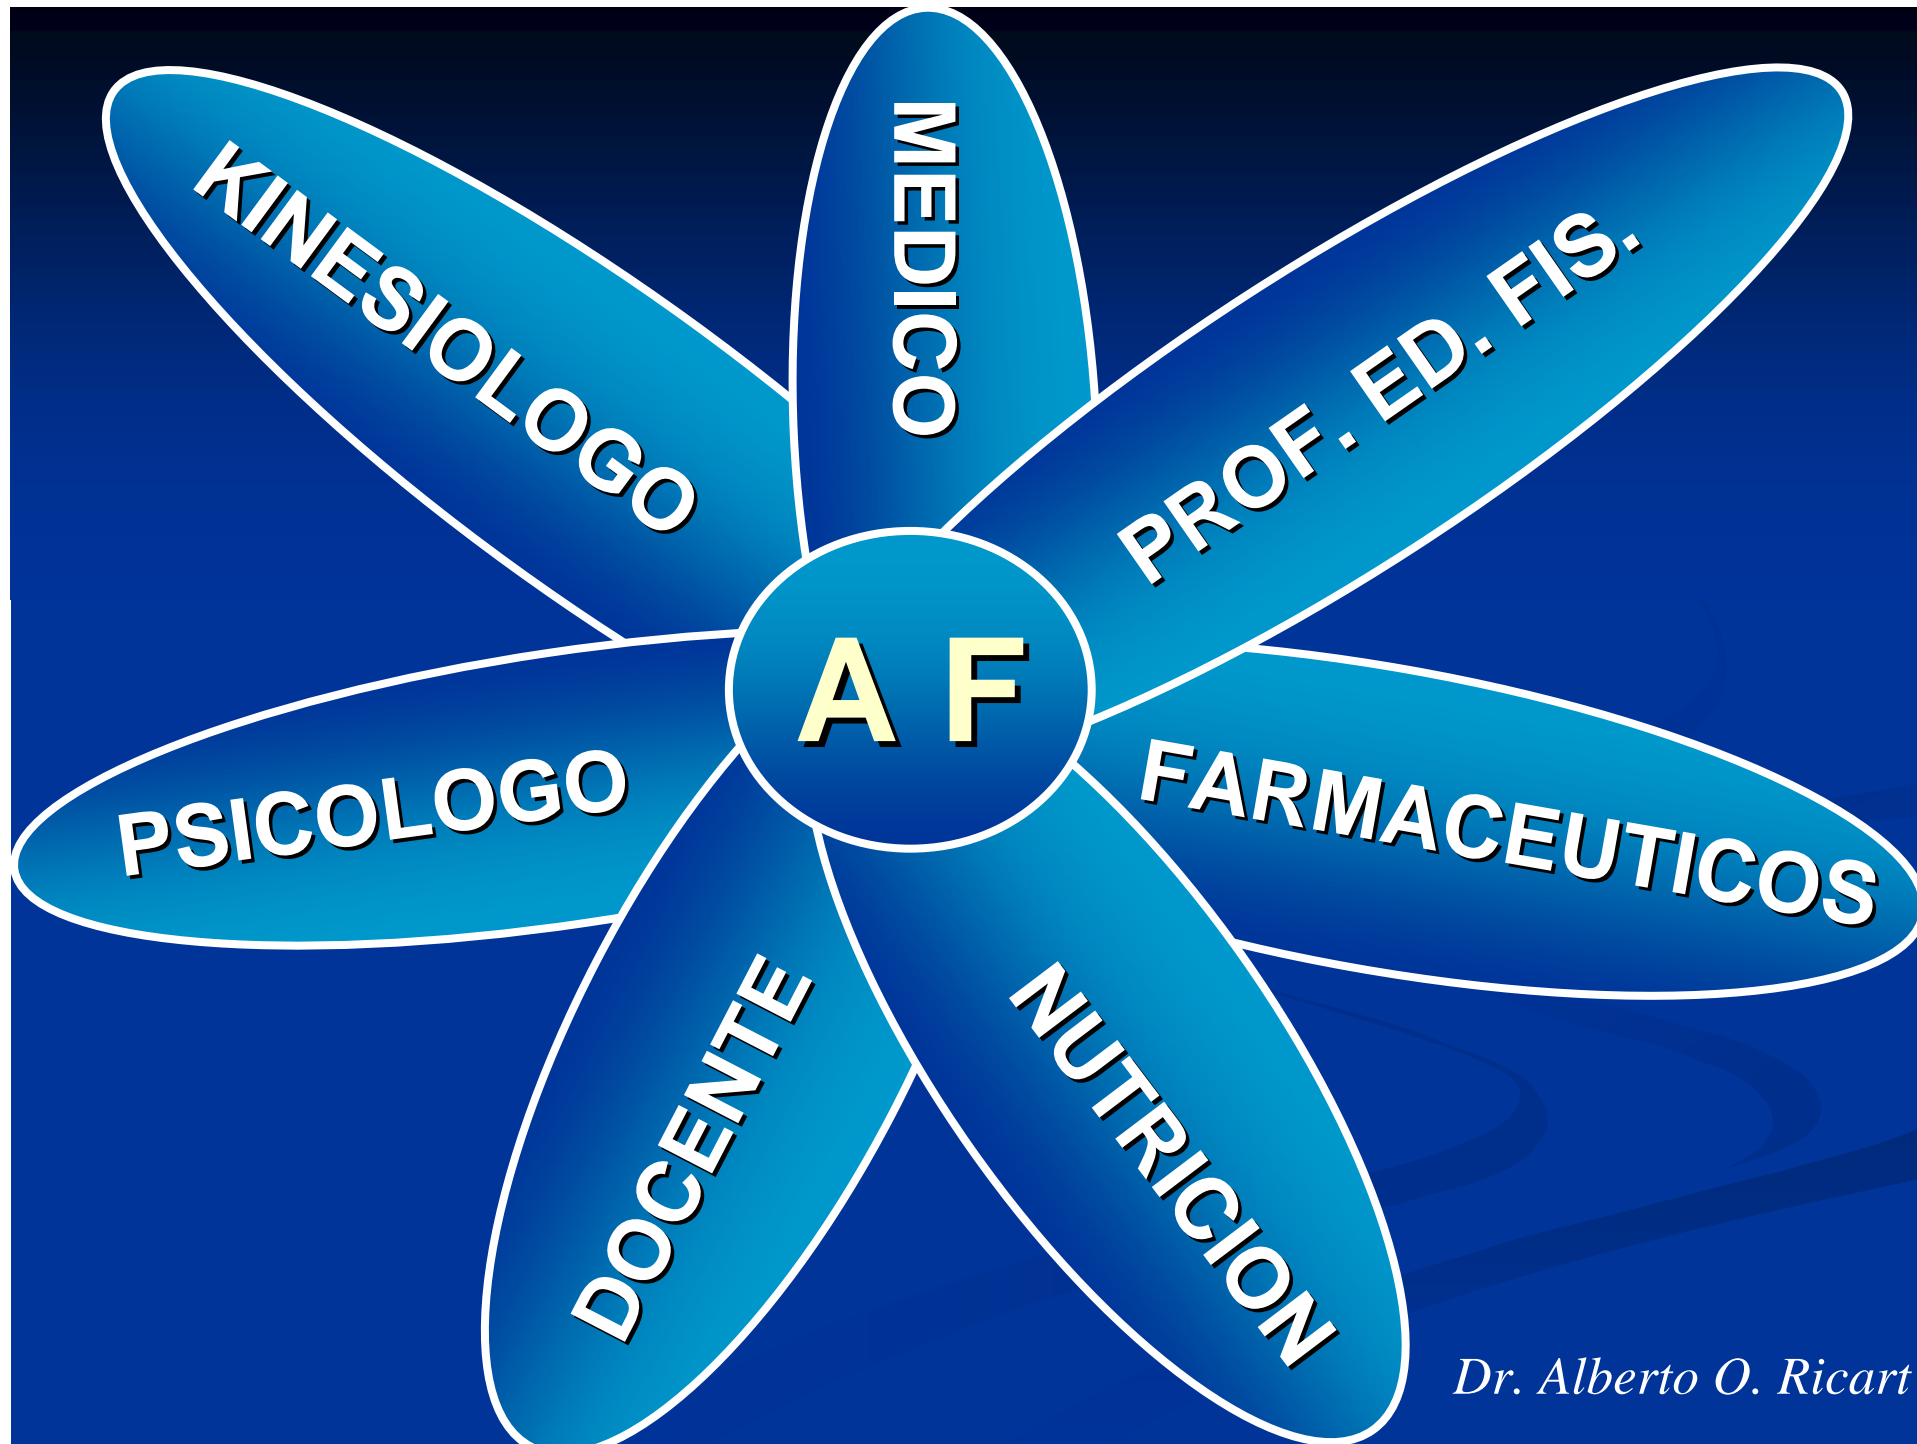 MEDICO
KINESIOLOGO
PROF. ED. FIS.
A F
PSICOLOGO
FARMACEUTICOS
DOCENTE
NUTRICION
Dr. Alberto O. Ricart